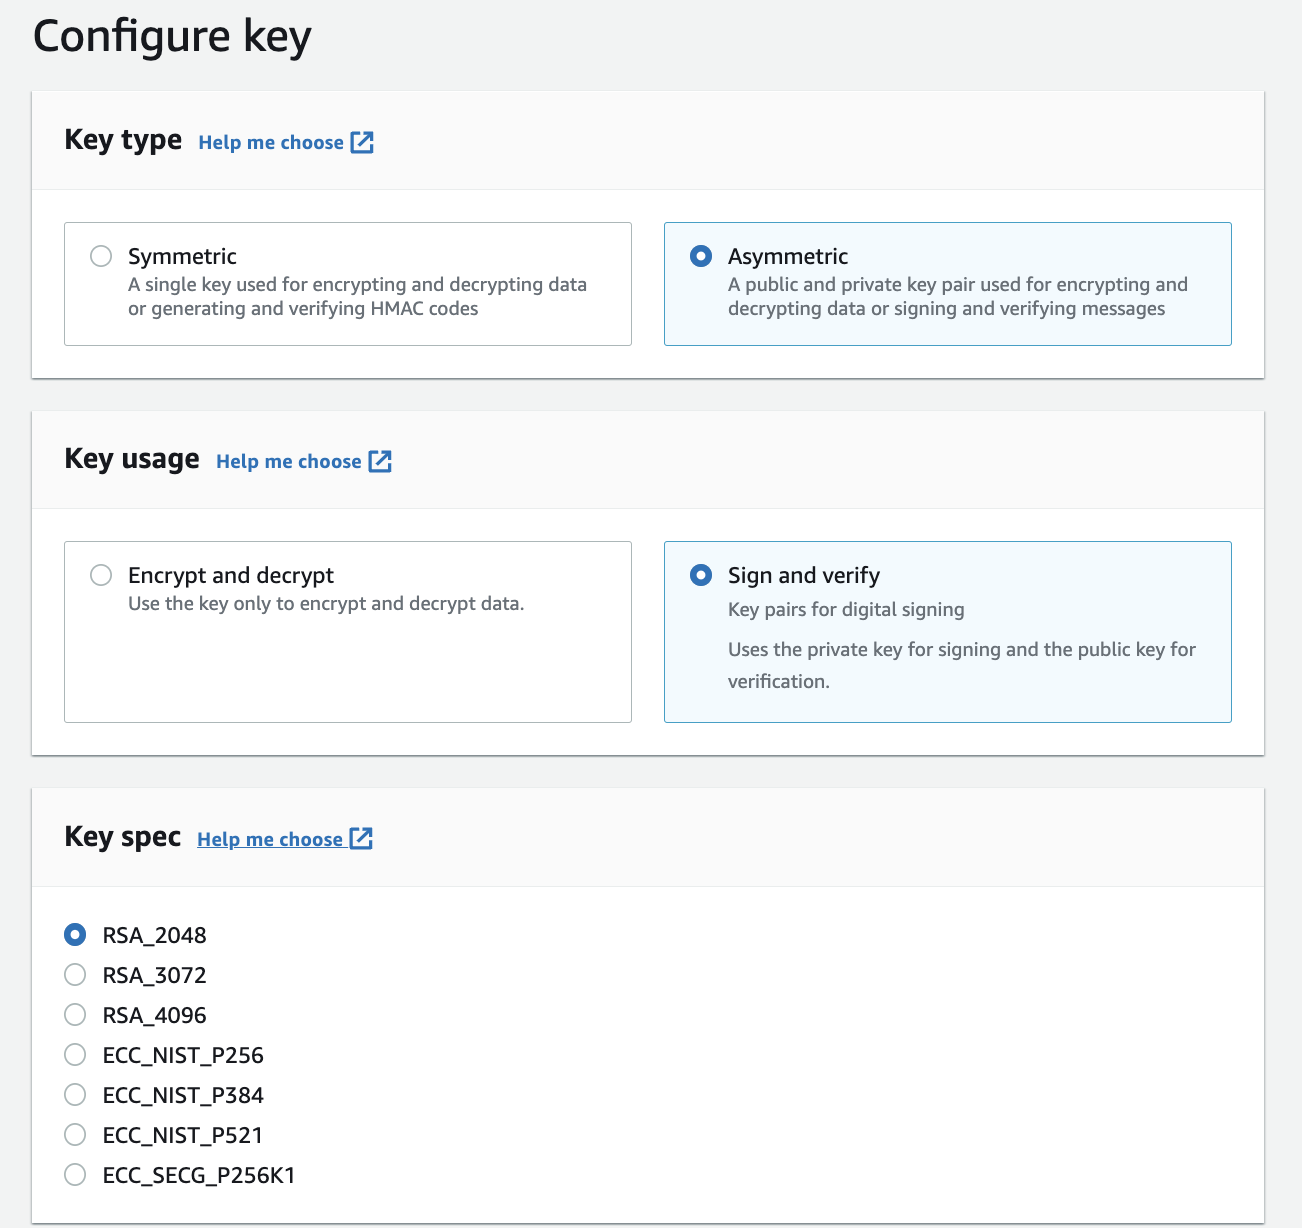 Configure key
Key type Help me choose
Symmetric
A single key used for encrypting and decrypting data
or generating and verifying HMAC codes
Asymmetric
A public and private key pair used for encrypting and
decrypting data or signing and verifying messages
Key usage Help me choose
Encrypt and decrypt
Use the key only to encrypt and decrypt data.
Sign and verify
Key pairs for digital signing
Uses the private key for signing and the public key for
verification.
Key spec Help me choose
RSA_2048
RSA_3072
RSA_4096
ECC_NIST_P256
ECC_NIST_P384
ECC_NIST_P521
ECC_SECG_P256K1